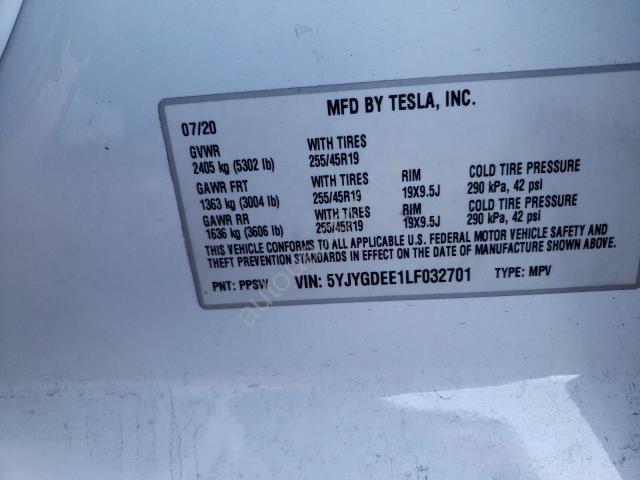 MFD BY TESLA, INC.
07/20
GVWR WITH TIRES
2405 kg (5302 lb) 255/45R19
GAWR FRT WITH TIRES RIM COLD TIRE PRESSURE
1363 kg (3004 lb) 255/45R19 19X9.5J 290 kPa, 42 psi
GAWR RR WITH TIRES RIM COLD TIRE PRESSURE
1636 kg (3606 lb) 255/45R19 19X9.5J 290 kPa, 42 psi
THIS VEHICLE CONFORMS TO ALL APPLICABLE U.S. FEDERAL MOTOR VEHICLE SAFETY AND
THEFT PREVENTION STANDARDS IN EFFECT ON THE DATE OF MANUFACTURE SHOWN ABOVE.
PNT: PPSW VIN: 5YJYGDEE1LF032701 TYPE: MPV